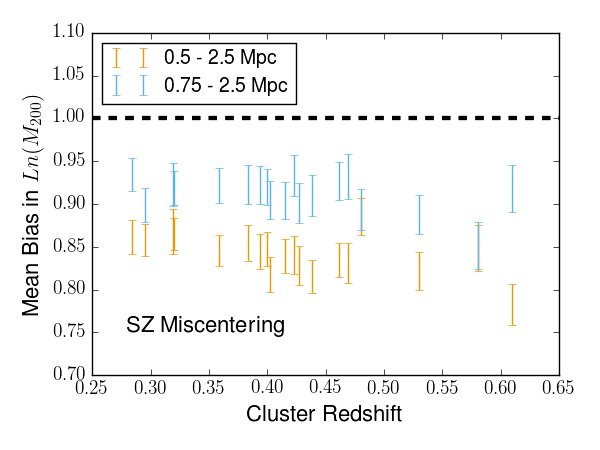 1.10
1.05
1.00
0.95
0.90
0.85
0.80
0.75
0.70
Mean Bias in Ln(M₂₀₀)
0.5 - 2.5 Mpc
0.75 - 2.5 Mpc
SZ Miscentering
0.25 0.30 0.35 0.40 0.45 0.50 0.55 0.60 0.65
Cluster Redshift